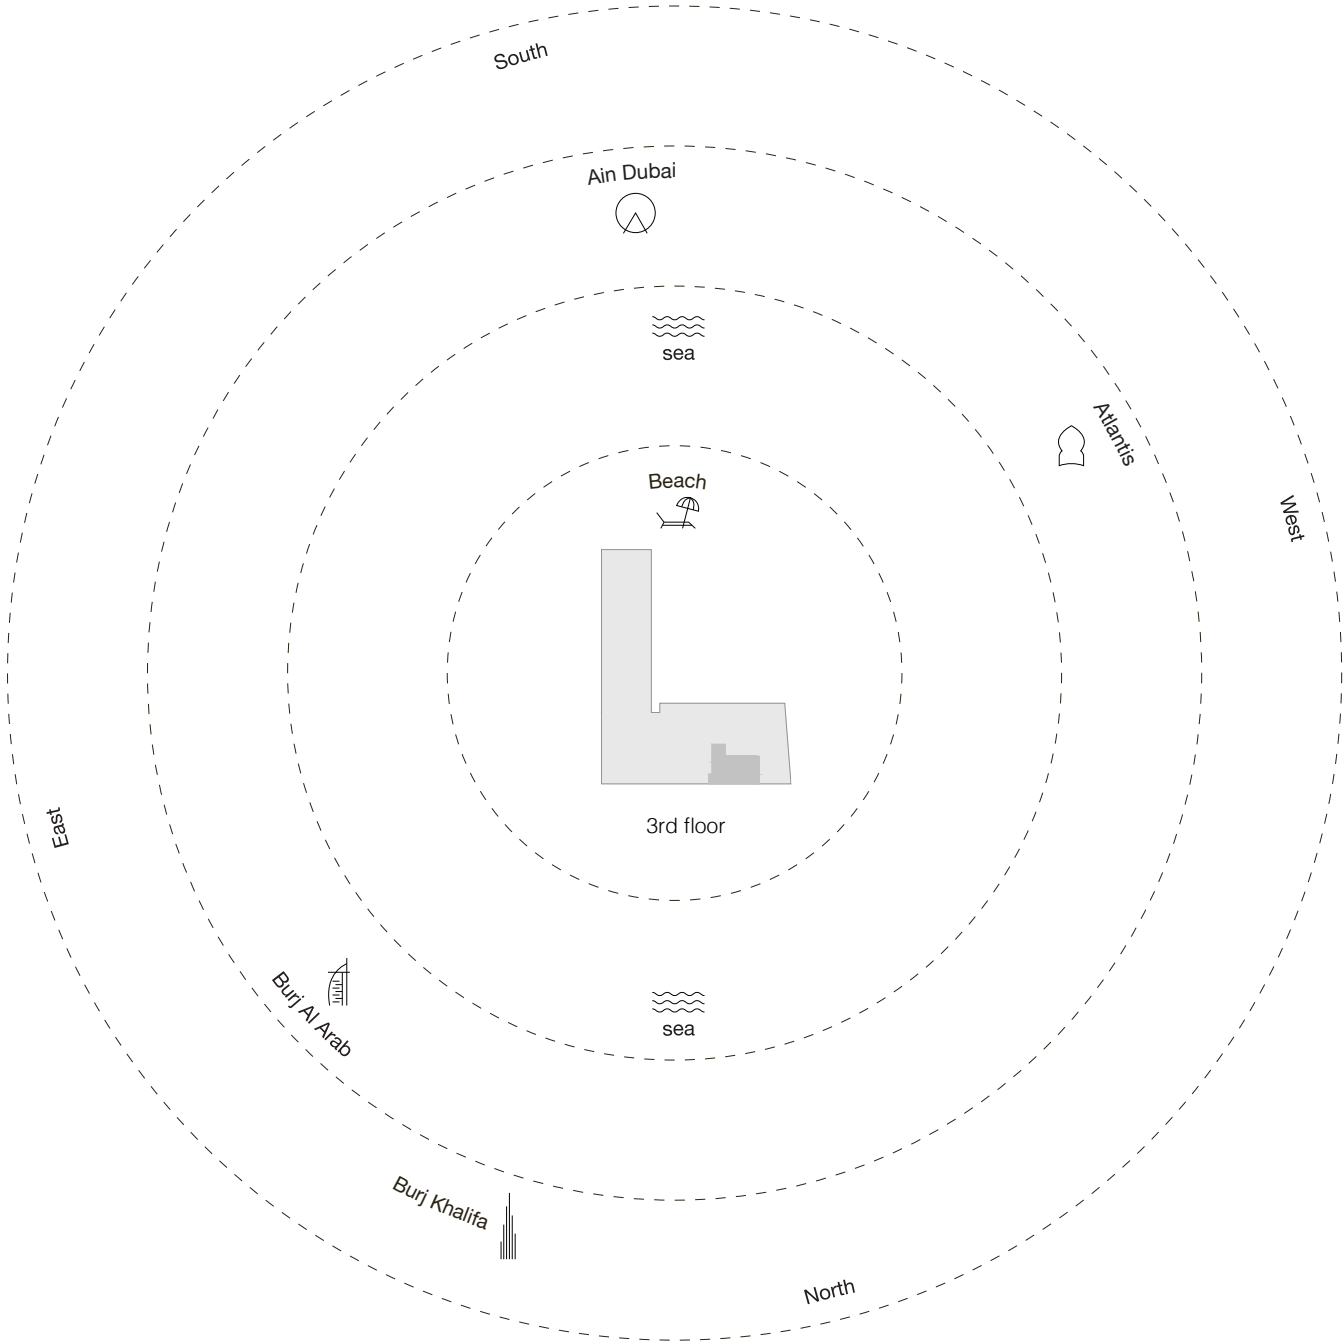 South
Ain Dubai
sea
Atlantis
Beach
West
East
3rd floor
Burj Al Arab
sea
Burj Khalifa
North